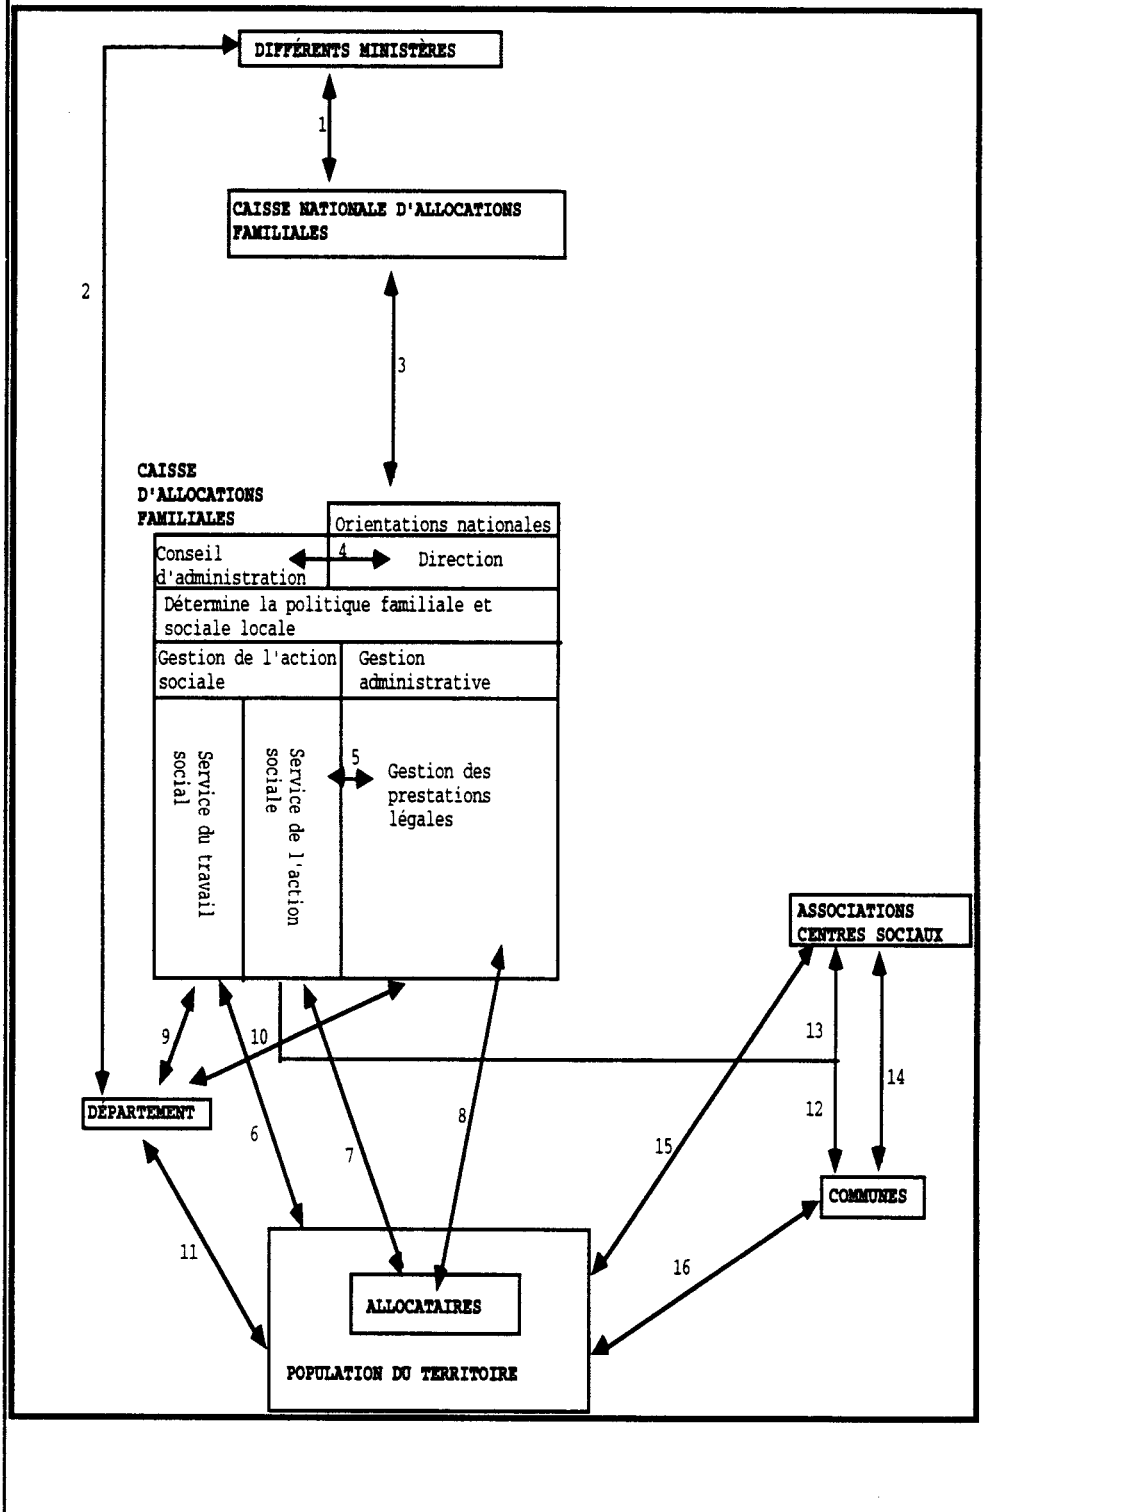 DIFFÉRENTS MINISTÈRES
1
CAISSE NATIONALE D'ALLOCATIONS
FAMILIALES
2
3
CAISSE
D'ALLOCATIONS
FAMILIALES
Orientations nationales
Conseil
d'administration
4
Direction
Détermine la politique familiale et
sociale locale
Gestion de l'action
sociale
Gestion
administrative
Service du travail
social
Service de l'action
sociale
5
Gestion des
prestations
légales
ASSOCIATIONS
CENTRES SOCIAUX
9
10
13
14
12
DÉPARTEMENT
6
7
8
15
COMMUNES
11
16
ALLOCATAIRES
POPULATION DU TERRITOIRE